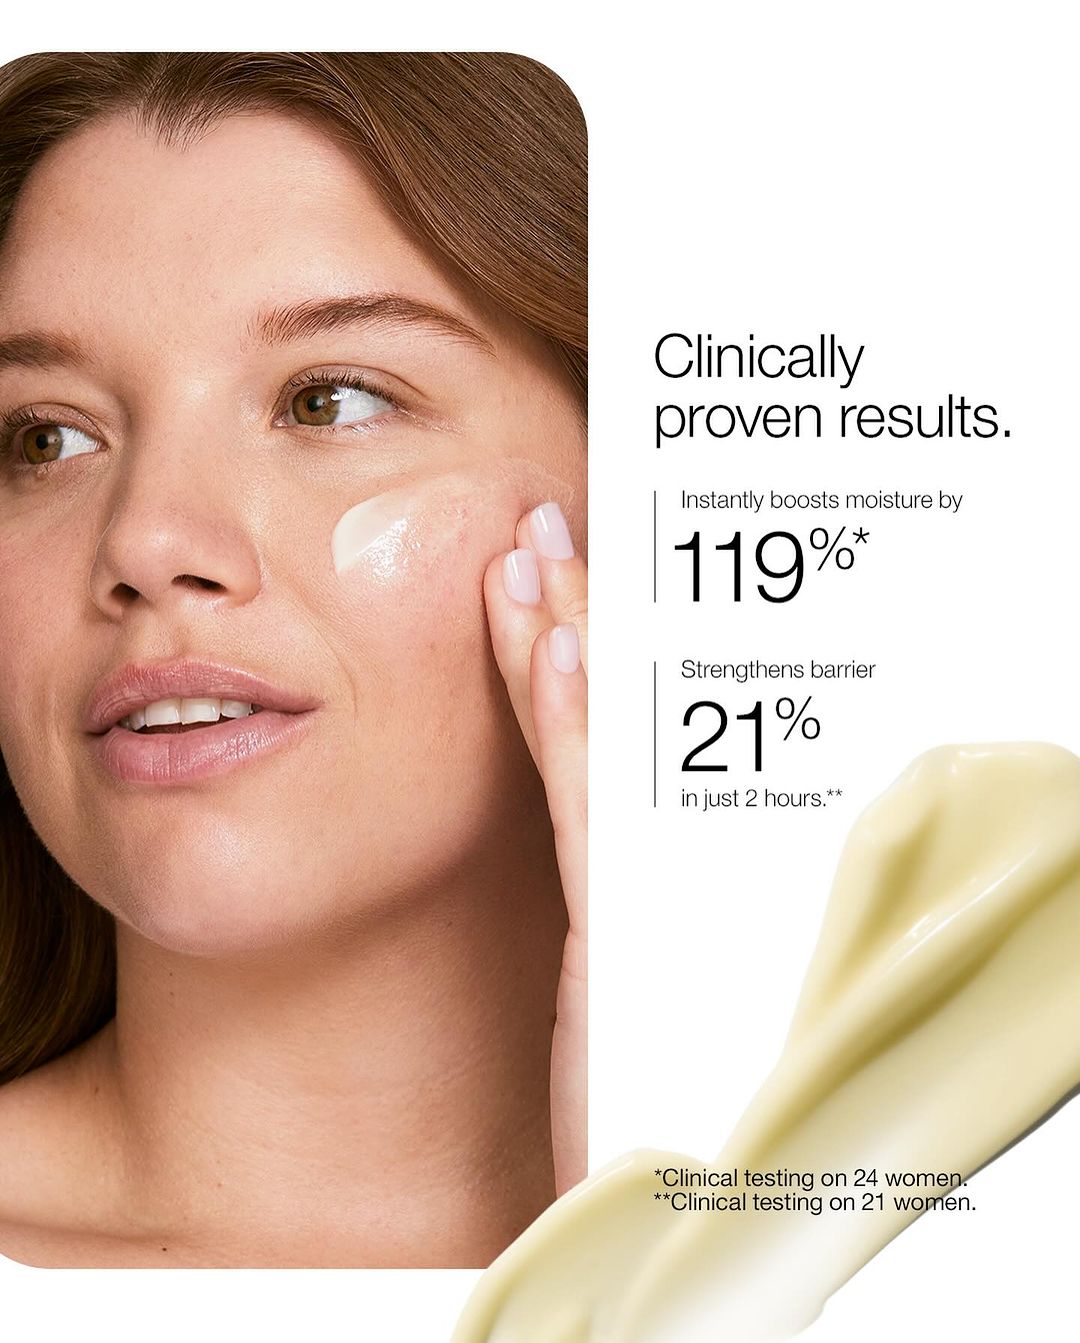 Clinically
proven results.
Instantly boosts moisture by
119%*
Strengthens barrier
21%
in just 2 hours.**
*Clinical testing on 24 women.
**Clinical testing on 21 women.